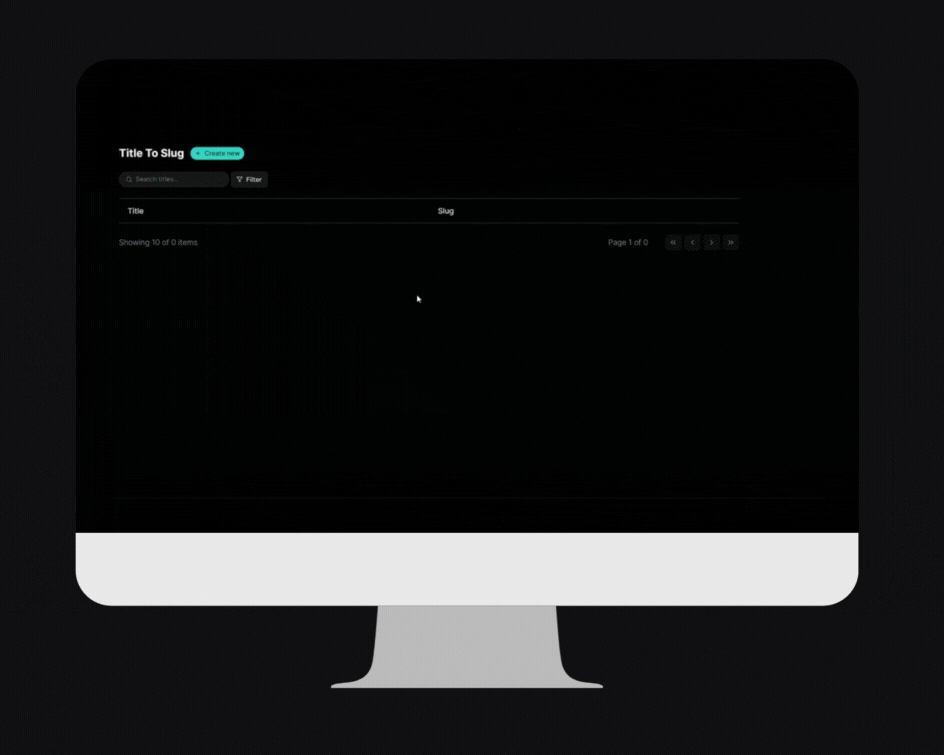 Title To Slug + Create new
Search titles...
Filter
Title Slug
Showing 10 of 0 items Page 1 of 0 « ‹ › »